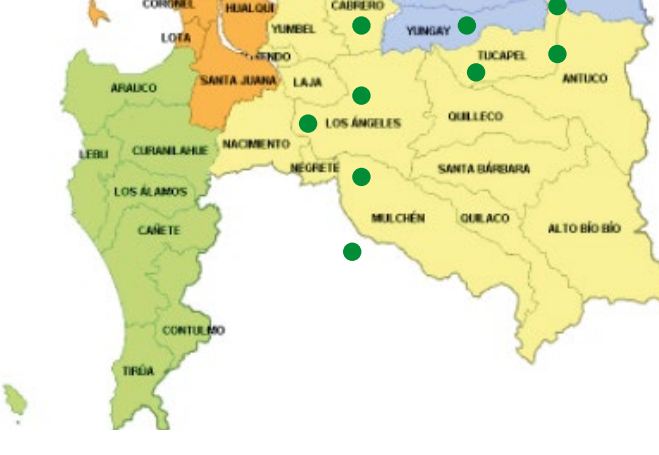 CORONEL
HUALQUI
CABRERO
YUMBEL
YUNGAY
LOTA
TUCAPEL
SANTA JUANA
LAJA
ANTUCO
ARAUCO
QUILLECO
LOS ÁNGELES
NACIMIENTO
LEBU
CURANILAHUE
NEGRETE
SANTA BÁRBARA
LOS ÁLAMOS
MULCHÉN
QUILACO
CAÑETE
ALTO BÍO BÍO
CONTULMO
TIRÚA